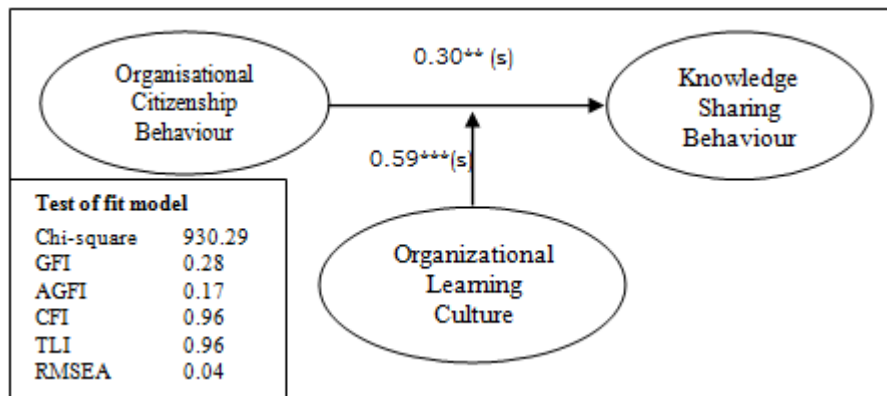 0.30** (s)
Organisational
Citizenship
Behaviour
Knowledge
Sharing
Behaviour
0.59***(s)
Organizational
Learning
Culture
Test of fit model
Chi-square 930.29
GFI 0.28
AGFI 0.17
CFI 0.96
TLI 0.96
RMSEA 0.04